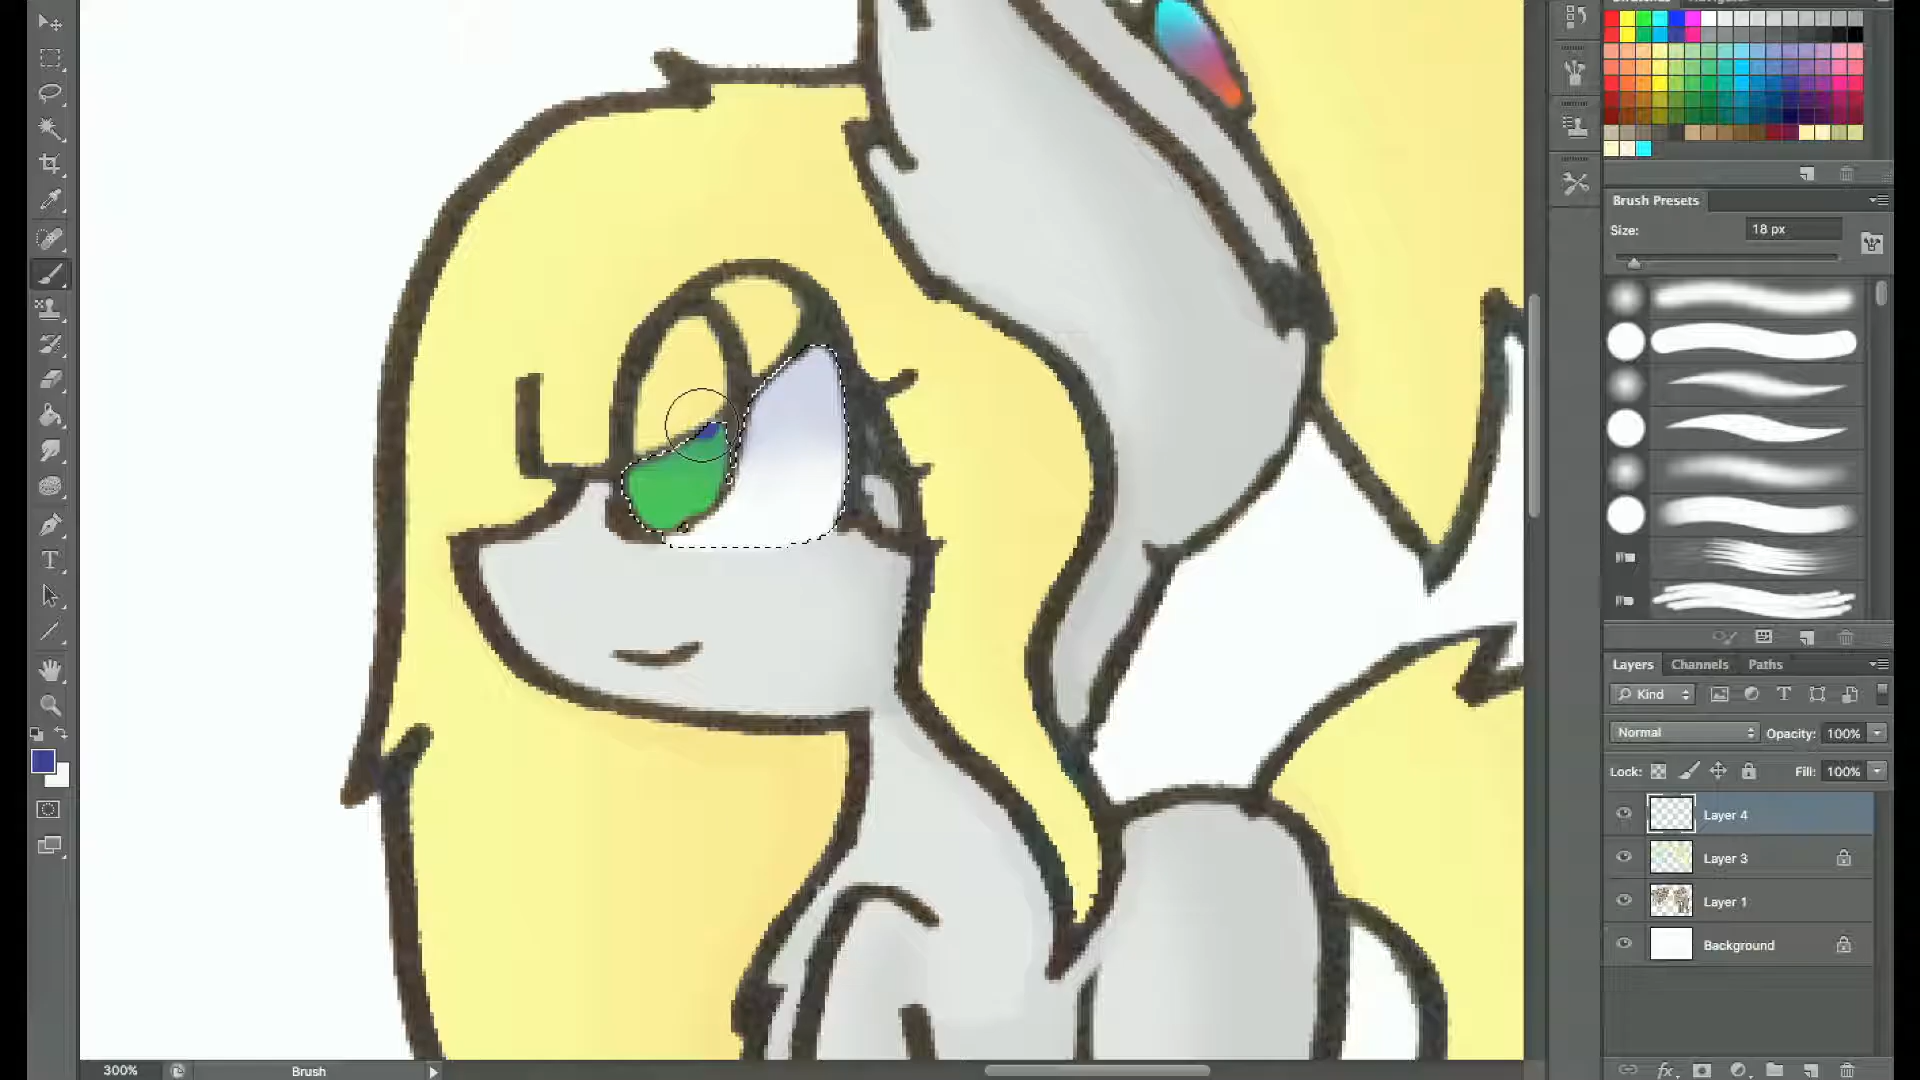 Brush Presets
Size:
18 px
Layers
Channels
Paths
Kind
Normal
Opacity:
100%
Lock:
Fill:
100%
Layer 4
Layer 3
Layer 1
Background
fx
300%
Brush